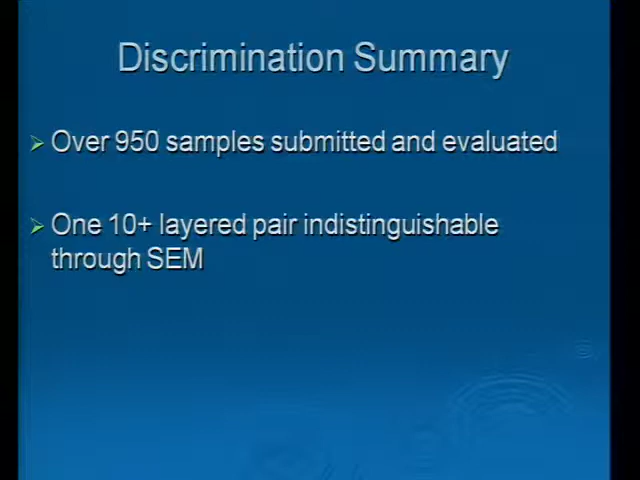 Discrimination Summary
Over 950 samples submitted and evaluated
One 10+ layered pair indistinguishable
through SEM